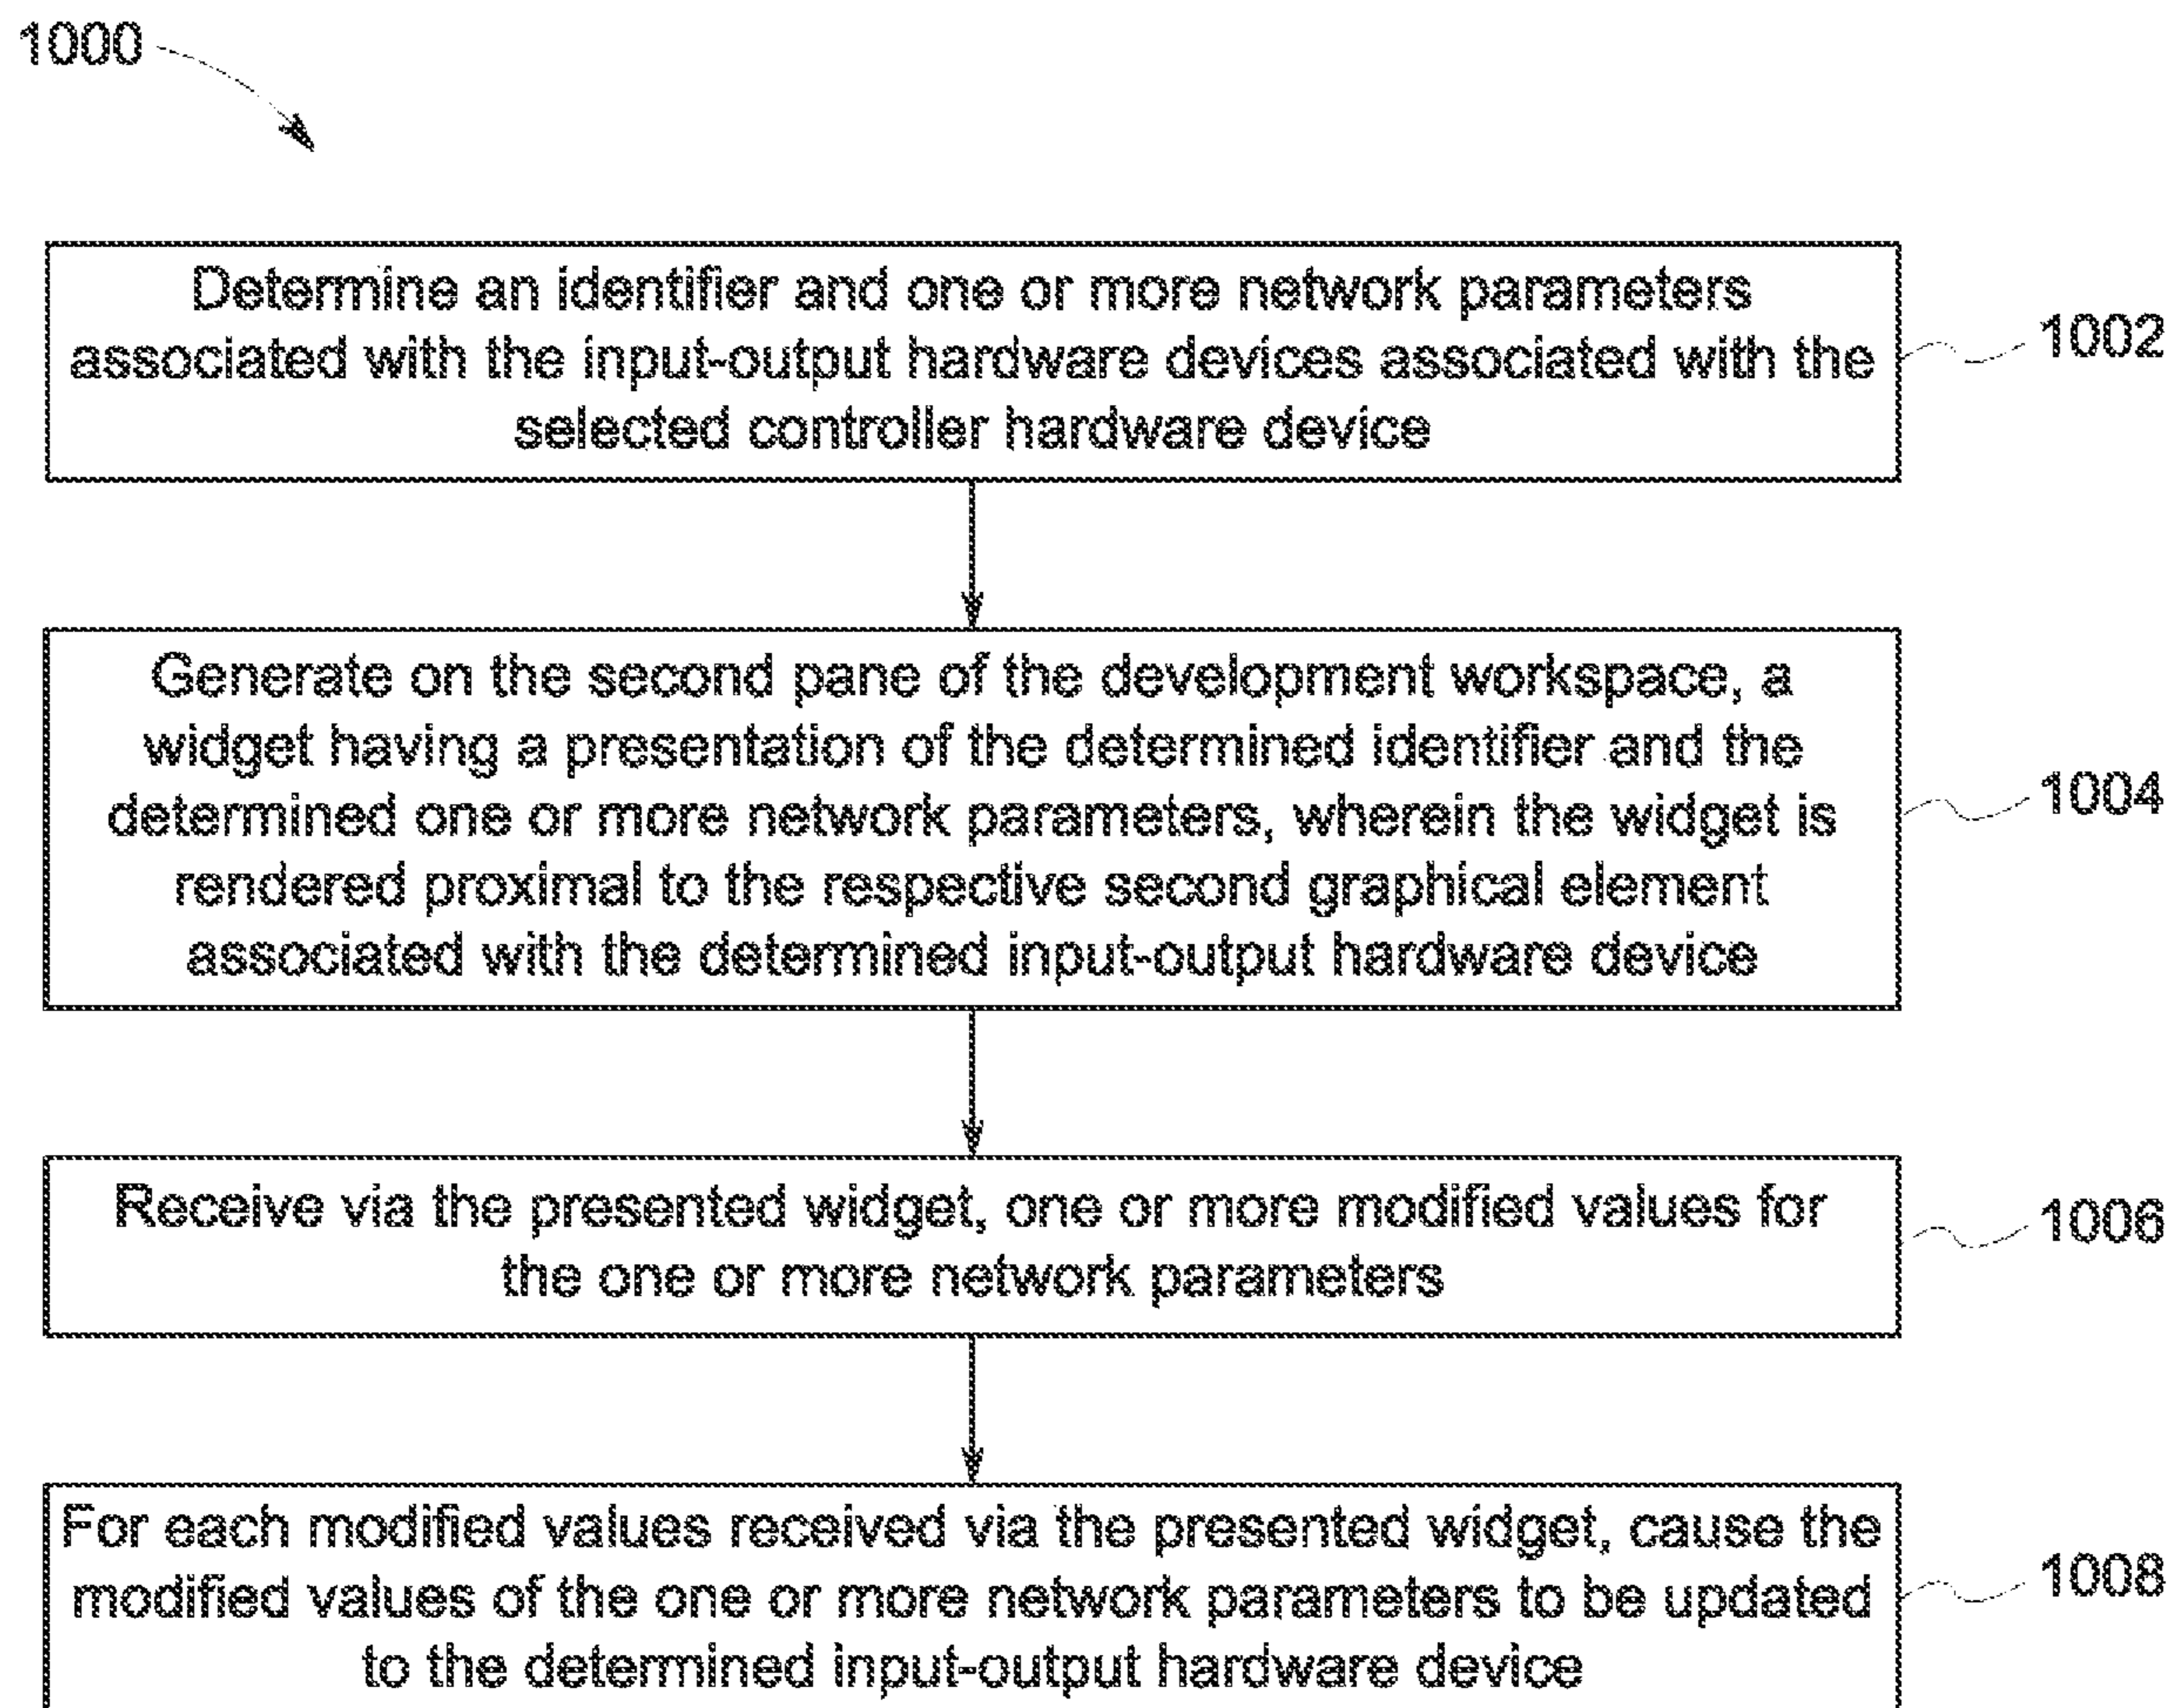 1000
Determine an identifier and one or more network parameters
associated with the input-output hardware devices associated with the
selected controller hardware device
1002
Generate on the second pane of the development workspace, a
widget having a presentation of the determined identifier and the
determined one or more network parameters, wherein the widget is
rendered proximal to the respective second graphical element
associated with the determined input-output hardware device
1004
Receive via the presented widget, one or more modified values for
the one or more network parameters
1006
For each modified values received via the presented widget, cause the
modified values of the one or more network parameters to be updated
to the determined input-output hardware device
1008